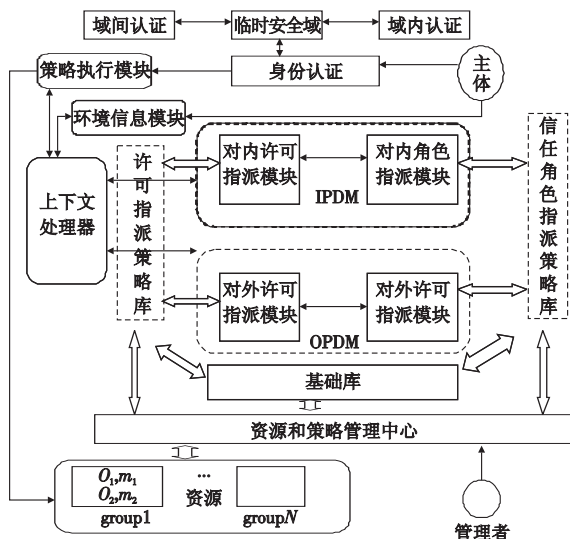 域间认证
临时安全域
域内认证
策略执行模块
身份认证
主体
环境信息模块
上下文
处理器
许可指派策略库
对内许可
指派模块
对内角色
指派模块
IPDM
信任角色指派策略库
对外许可
指派模块
对外许可
指派模块
OPDM
基础库
资源和策略管理中心
O₁,m₁
O₂,m₂
...
资源
group1
groupN
管理者